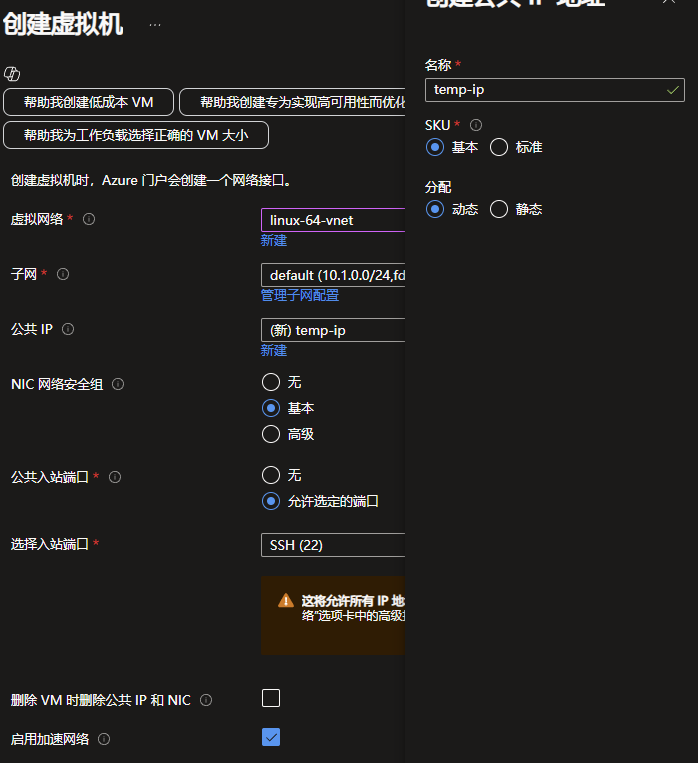 创建虚拟机
...
帮助我创建低成本 VM
帮助我创建专为实现高可用性而优化
帮助我为工作负载选择正确的 VM 大小
创建虚拟机时，Azure 门户会创建一个网络接口。
虚拟网络 *
linux-64-vnet
新建
子网 *
default (10.1.0.0/24,fd
管理子网配置
公共 IP
(新) temp-ip
新建
NIC 网络安全组
无
基本
高级
公共入站端口 *
无
允许选定的端口
选择入站端口 *
SSH (22)
这将允许所有 IP 地
络"选项卡中的高级
删除 VM 时删除公共 IP 和 NIC
启用加速网络
创建公共 IP 地址
名称 *
temp-ip
SKU *
基本
标准
分配
动态
静态